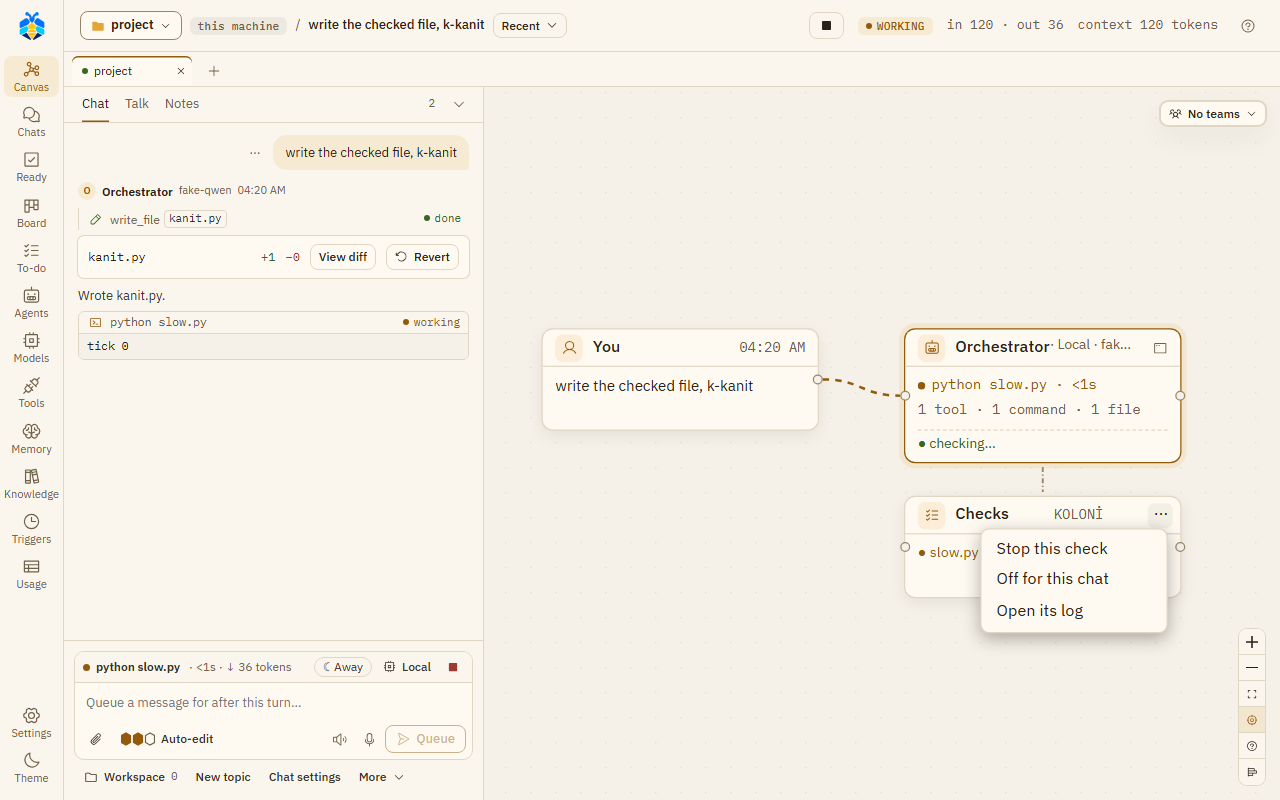 project
this machine
/
write the checked file, k-kanit
Recent
WORKING
in 120 · out 36
context 120 tokens
project
Canvas
Chats
Ready
Board
To-do
Agents
Models
Tools
Memory
Knowledge
Triggers
Usage
Settings
Theme
Chat
Talk
Notes
2
write the checked file, k-kanit
O Orchestrator fake-qwen 04:20 AM
write_file kanit.py
done
kanit.py
+1 −0
View diff
Revert
Wrote kanit.py.
python slow.py
working
tick 0
python slow.py · <1s · ↓ 36 tokens
Away
Local
Queue a message for after this turn…
Auto-edit
Queue
Workspace 0
New topic
Chat settings
More
No teams
You
04:20 AM
write the checked file, k-kanit
Orchestrator · Local · fak…
python slow.py · <1s
1 tool · 1 command · 1 file
checking…
Checks
KOLONİ
slow.py
Stop this check
Off for this chat
Open its log